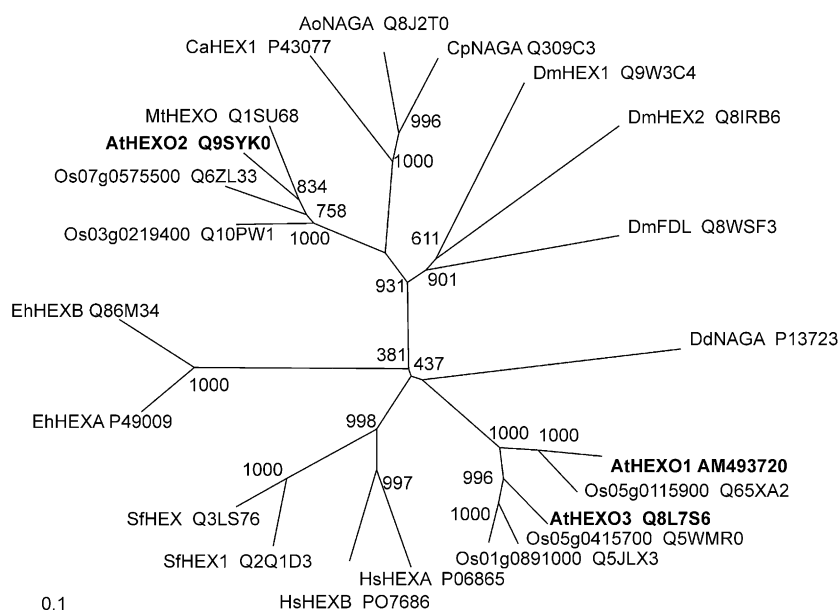 AoNAGA Q8J2T0
CaHEX1 P43077
CpNAGA Q309C3
DmHEX1 Q9W3C4
MtHEXO Q1SU68
DmHEX2 Q8IRB6
996
AtHEXO2 Q9SYK0
1000
Os07g0575500 Q6ZL33
834
758
DmFDL Q8WSF3
Os03g0219400 Q10PW1
1000
611
931
901
EhHEXB Q86M34
DdNAGA P13723
381
437
1000
EhHEXA P49009
998
1000
1000
1000
AtHEXO1 AM493720
997
996
Os05g0115900 Q65XA2
SfHEX Q3LS76
1000
AtHEXO3 Q8L7S6
Os05g0415700 Q5WMR0
SfHEX1 Q2Q1D3
Os01g0891000 Q5JLX3
HsHEXA P06865
HsHEXB PO7686
0.1